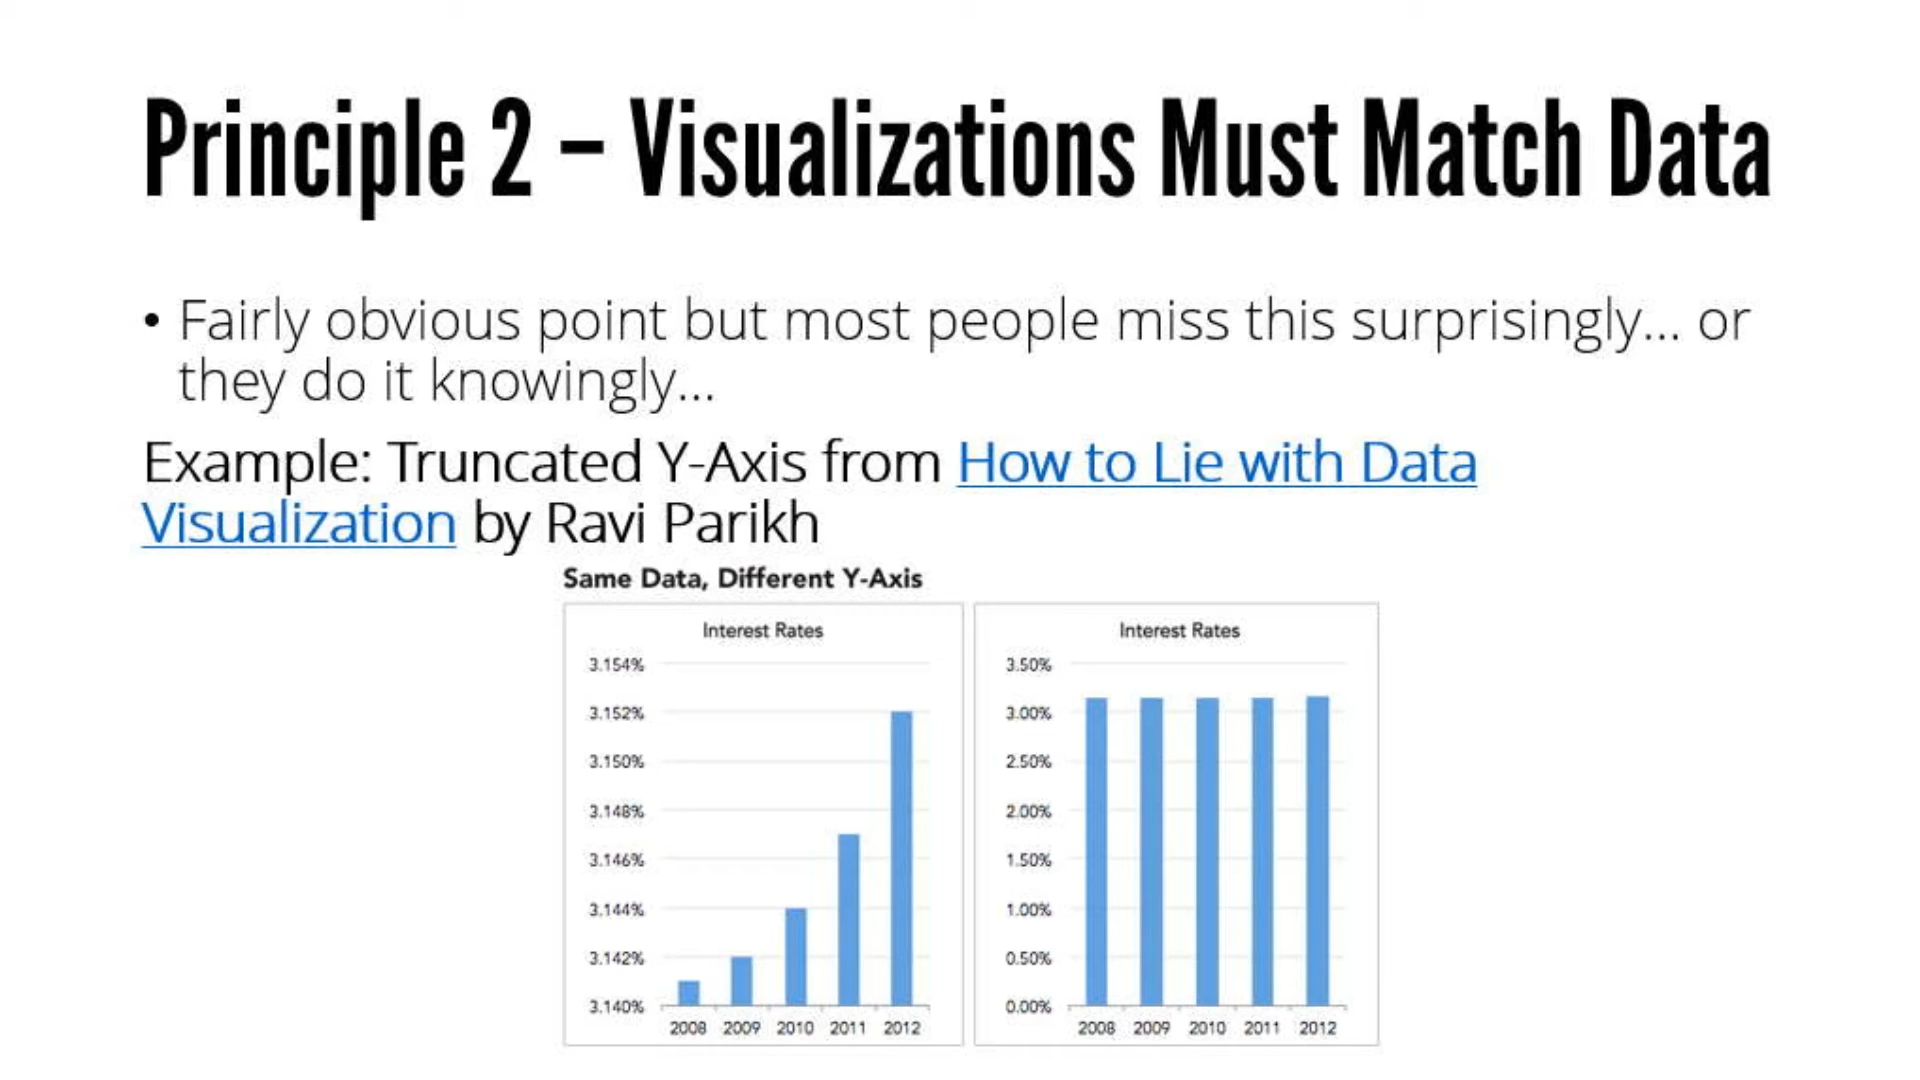 Principle 2 – Visualizations Must Match Data
• Fairly obvious point but most people miss this surprisingly... or
they do it knowingly...
Example: Truncated Y-Axis from How to Lie with Data
Visualization by Ravi Parikh
Same Data, Different Y-Axis
Interest Rates
3.154%
3.152%
3.150%
3.148%
3.146%
3.144%
3.142%
3.140%
2008 2009 2010 2011 2012
Interest Rates
3.50%
3.00%
2.50%
2.00%
1.50%
1.00%
0.50%
0.00%
2008 2009 2010 2011 2012